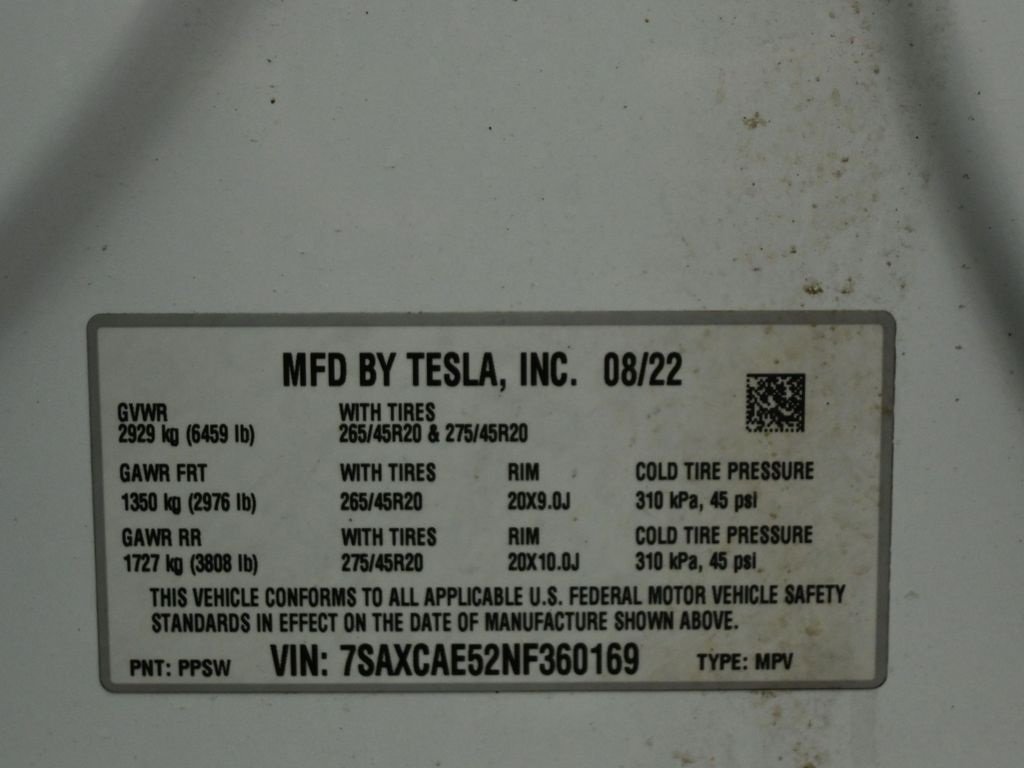 MFD BY TESLA, INC. 08/22
GVWR WITH TIRES
2929 kg (6459 lb) 265/45R20 & 275/45R20
GAWR FRT WITH TIRES RIM COLD TIRE PRESSURE
1350 kg (2976 lb) 265/45R20 20X9.0J 310 kPa, 45 psi
GAWR RR WITH TIRES RIM COLD TIRE PRESSURE
1727 kg (3808 lb) 275/45R20 20X10.0J 310 kPa, 45 psi
THIS VEHICLE CONFORMS TO ALL APPLICABLE U.S. FEDERAL MOTOR VEHICLE SAFETY
STANDARDS IN EFFECT ON THE DATE OF MANUFACTURE SHOWN ABOVE.
PNT: PPSW VIN: 7SAXCAE52NF360169 TYPE: MPV